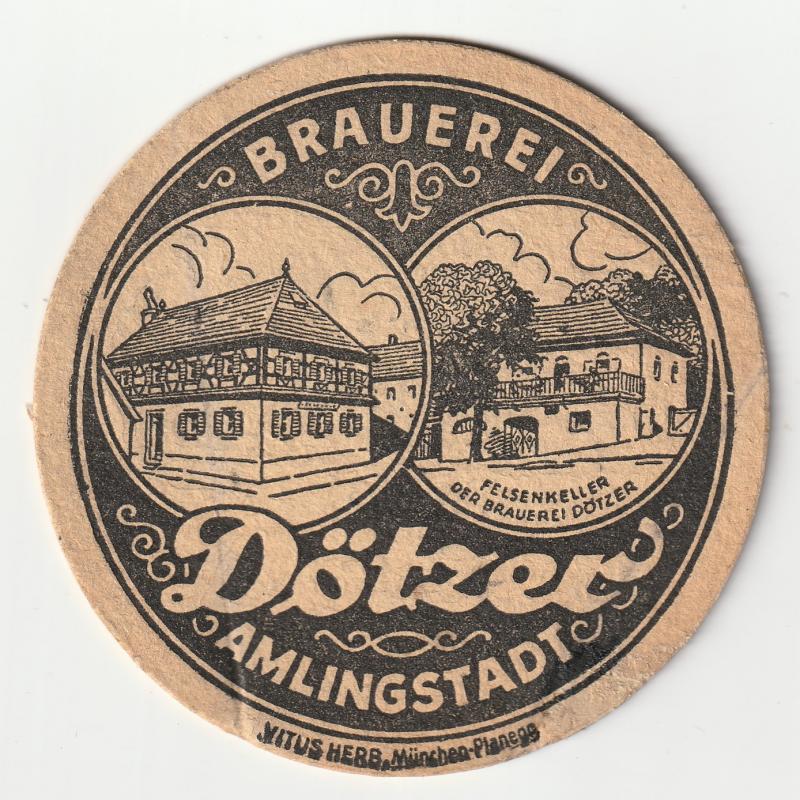 BRAUEREI
FELSENKELLER
DER BRAUEREI DÖTZER
Dötzer
AMLINGSTADT
VITUS HERB, München-Planegg